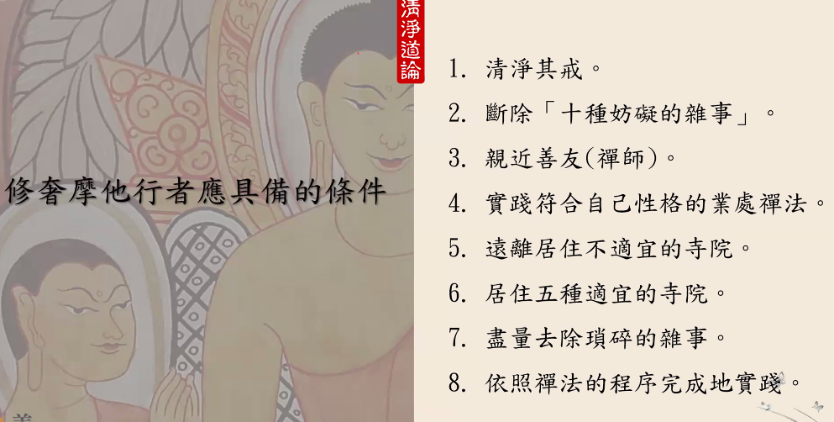 清淨道論
修奢摩他行者應具備的條件
1. 清淨其戒。
2. 斷除「十種妨礙的雜事」。
3. 親近善友(禪師)。
4. 實踐符合自己性格的業處禪法。
5. 遠離居住不適宜的寺院。
6. 居住五種適宜的寺院。
7. 盡量去除瑣碎的雜事。
8. 依照禪法的程序完成地實踐。